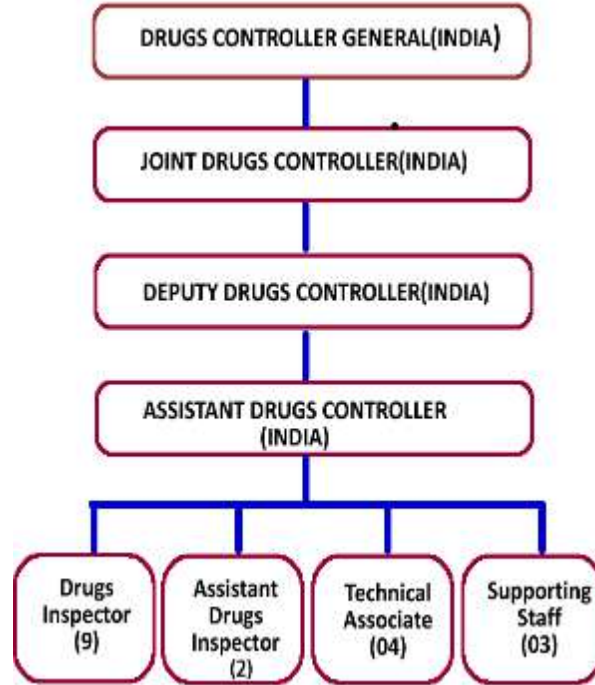 DRUGS CONTROLLER GENERAL(INDIA)
JOINT DRUGS CONTROLLER(INDIA)
DEPUTY DRUGS CONTROLLER(INDIA)
ASSISTANT DRUGS CONTROLLER
(INDIA)
Drugs
Inspector
(9)
Assistant
Drugs
Inspector
(2)
Technical
Associate
(04)
Supporting
Staff
(03)